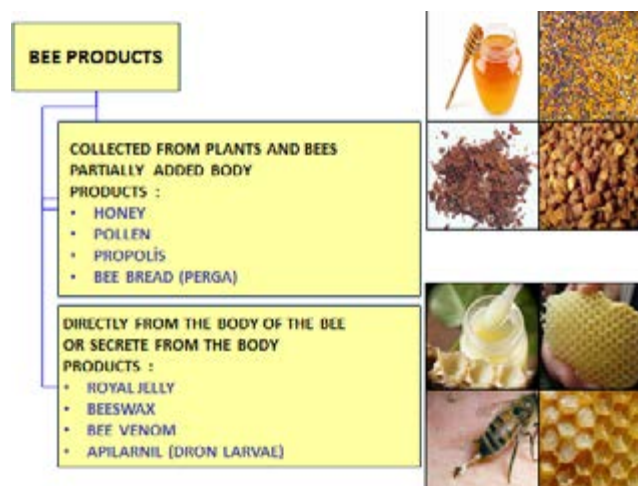 BEE PRODUCTS
COLLECTED FROM PLANTS AND BEES
PARTIALLY ADDED BODY
PRODUCTS :
• HONEY
• POLLEN
• PROPOLİS
• BEE BREAD (PERGA)
DIRECTLY FROM THE BODY OF THE BEE
OR SECRETE FROM THE BODY
PRODUCTS :
• ROYAL JELLY
• BEESWAX
• BEE VENOM
• APILARNIL (DRON LARVAE)